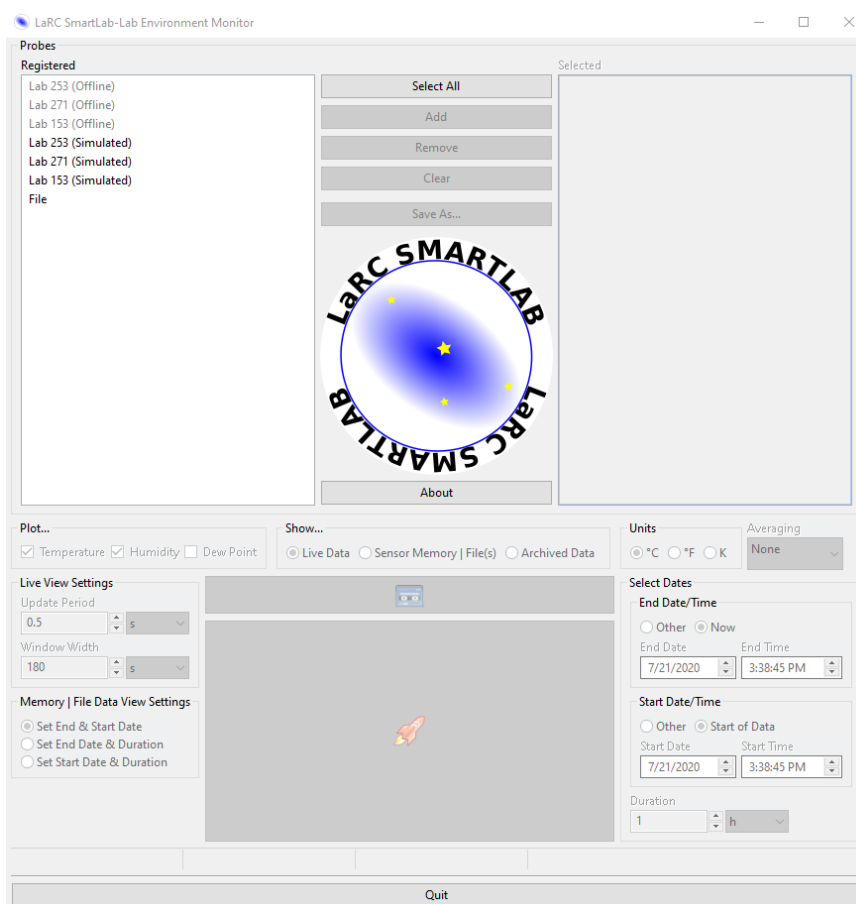 LaRC SmartLab-Lab Environment Monitor
Probes
Registered
Selected
Lab 253 (Offline)
Lab 271 (Offline)
Lab 153 (Offline)
Lab 253 (Simulated)
Lab 271 (Simulated)
Lab 153 (Simulated)
File
Select All
Add
Remove
Clear
Save As...
LaRC SMARTLAB
LaRC SMARTLAB
About
Plot...
Temperature Humidity Dew Point
Show...
Live Data Sensor Memory | File(s) Archived Data
Units
°C °F K
Averaging
None
Live View Settings
Update Period
0.5 s
Window Width
180 s
Memory | File Data View Settings
Set End & Start Date
Set End Date & Duration
Set Start Date & Duration
Select Dates
End Date/Time
Other Now
End Date End Time
7/21/2020 3:38:45 PM
Start Date/Time
Other Start of Data
Start Date Start Time
7/21/2020 3:38:45 PM
Duration
1 h
Quit